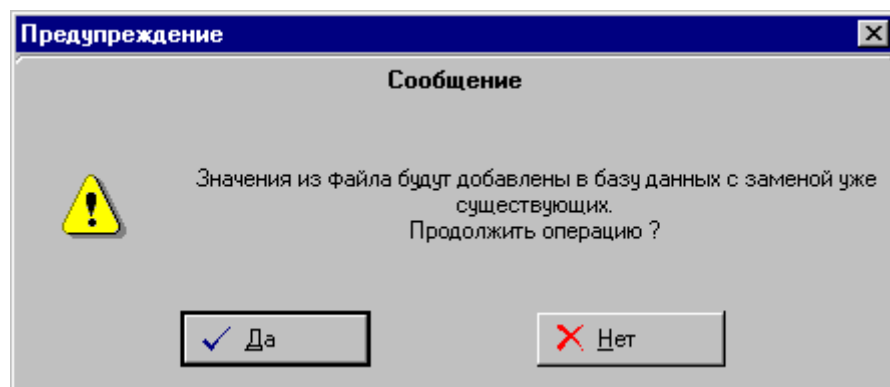 Предупреждение
Сообщение
Значения из файла будут добавлены в базу данных с заменой уже
существующих.
Продолжить операцию ?
Да
Нет